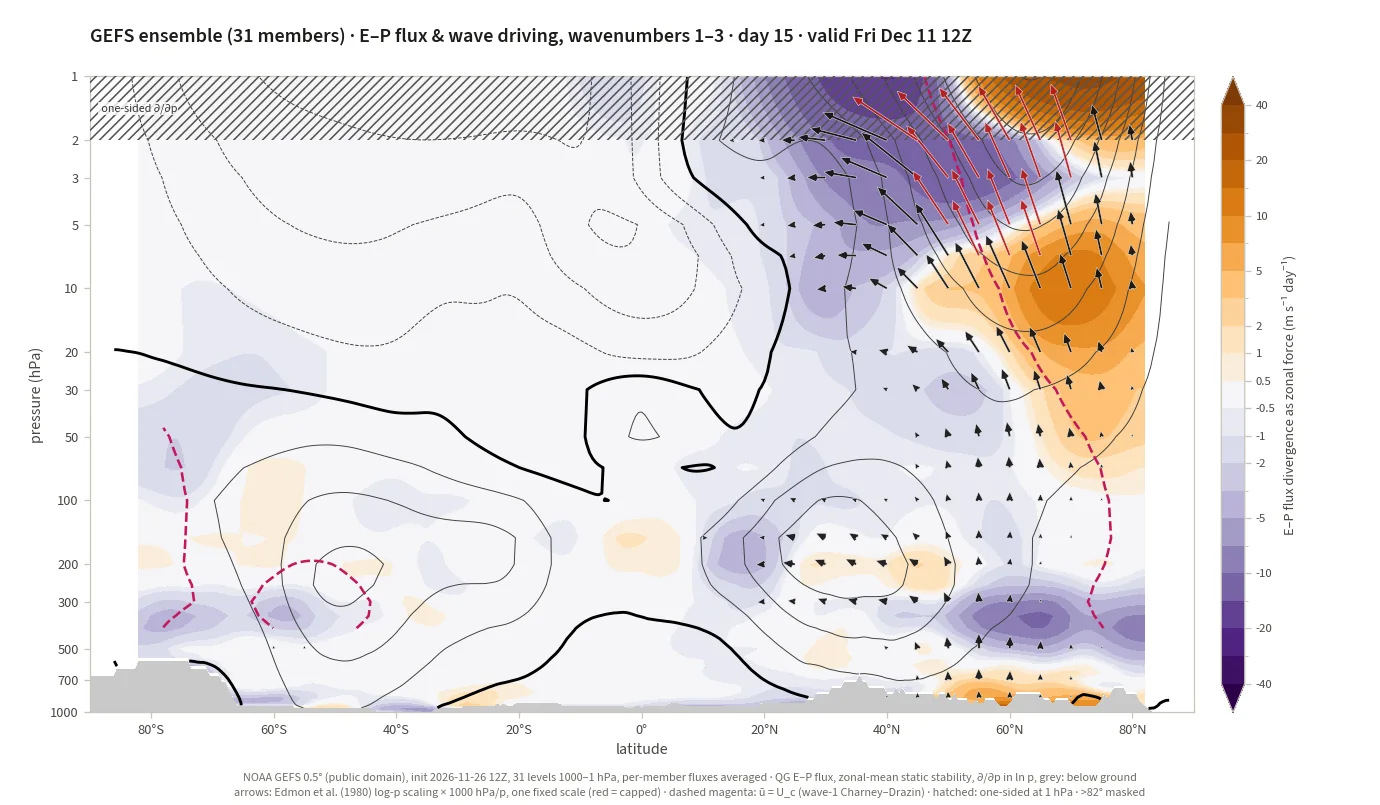 GEFS ensemble (31 members) · E–P flux & wave driving, wavenumbers 1–3 · day 15 · valid Fri Dec 11 12Z
one-sided ∂/∂p
pressure (hPa)
1
2
3
5
10
20
30
50
100
200
300
500
700
1000
80°S
60°S
40°S
20°S
0°
20°N
40°N
60°N
80°N
latitude
40
20
10
5
2
1
0.5
-0.5
-1
-2
-5
-10
-20
-40
E–P flux divergence as zonal force (m s⁻¹ day⁻¹)
NOAA GEFS 0.5° (public domain), init 2026-11-26 12Z, 31 levels 1000–1 hPa, per-member fluxes averaged · QG E–P flux, zonal-mean static stability, ∂/∂p in ln p, grey: below ground
arrows: Edmon et al. (1980) log-p scaling × 1000 hPa/p, one fixed scale (red = capped) · dashed magenta: ū = U_c (wave-1 Charney–Drazin) · hatched: one-sided at 1 hPa · >82° masked